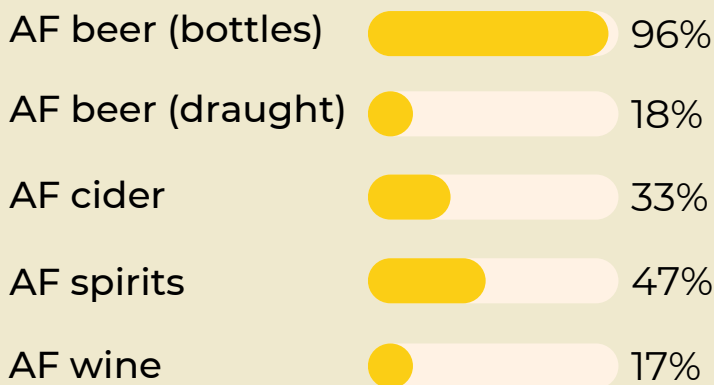 AF beer (bottles) 96%
AF beer (draught) 18%
AF cider 33%
AF spirits 47%
AF wine 17%